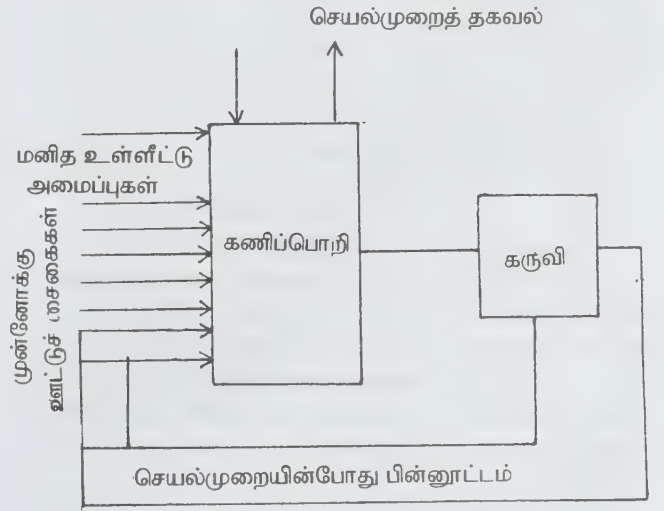 செயல்முறைத் தகவல்
மனித உள்ளீட்டு
அமைப்புகள்
முன்னோக்கு
ஊட்டுச் சைகைகள்
கணிப்பொறி
கருவி
செயல்முறையின்போது பின்னூட்டம்